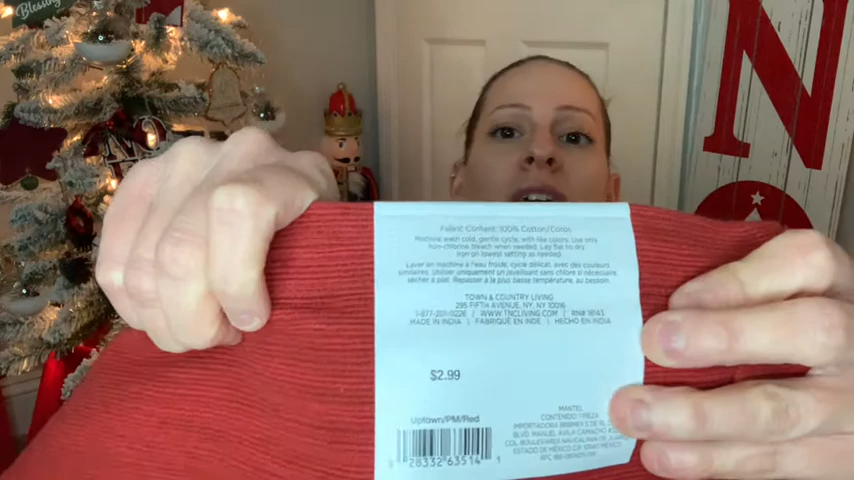 Blessing
N
Fabric Content: 100% Cotton/Coton
Machine wash cold, gentle cycle, with like colors. Use only
non-chlorine bleach when needed. Lay flat to dry.
Iron on lowest setting as needed.
Laver à la machine à l'eau froide, cycle délicat, avec des couleurs
similaires. Utiliser uniquement un javellisant sans chlore si nécessaire.
sécher à plat. Repasser à la plus basse température, au besoin.
TOWN & COUNTRY LIVING
295 FIFTH AVENUE, NY, NY 10016
WWW.TNCLIVING.COM
MADE IN INDIA | FABRIQUÉ EN INDE | HECHO EN INDIA
$2.99
Uptown/PM/Red
28332 63514 1
MANTEL
CONTENIDO: 1 PIEZA